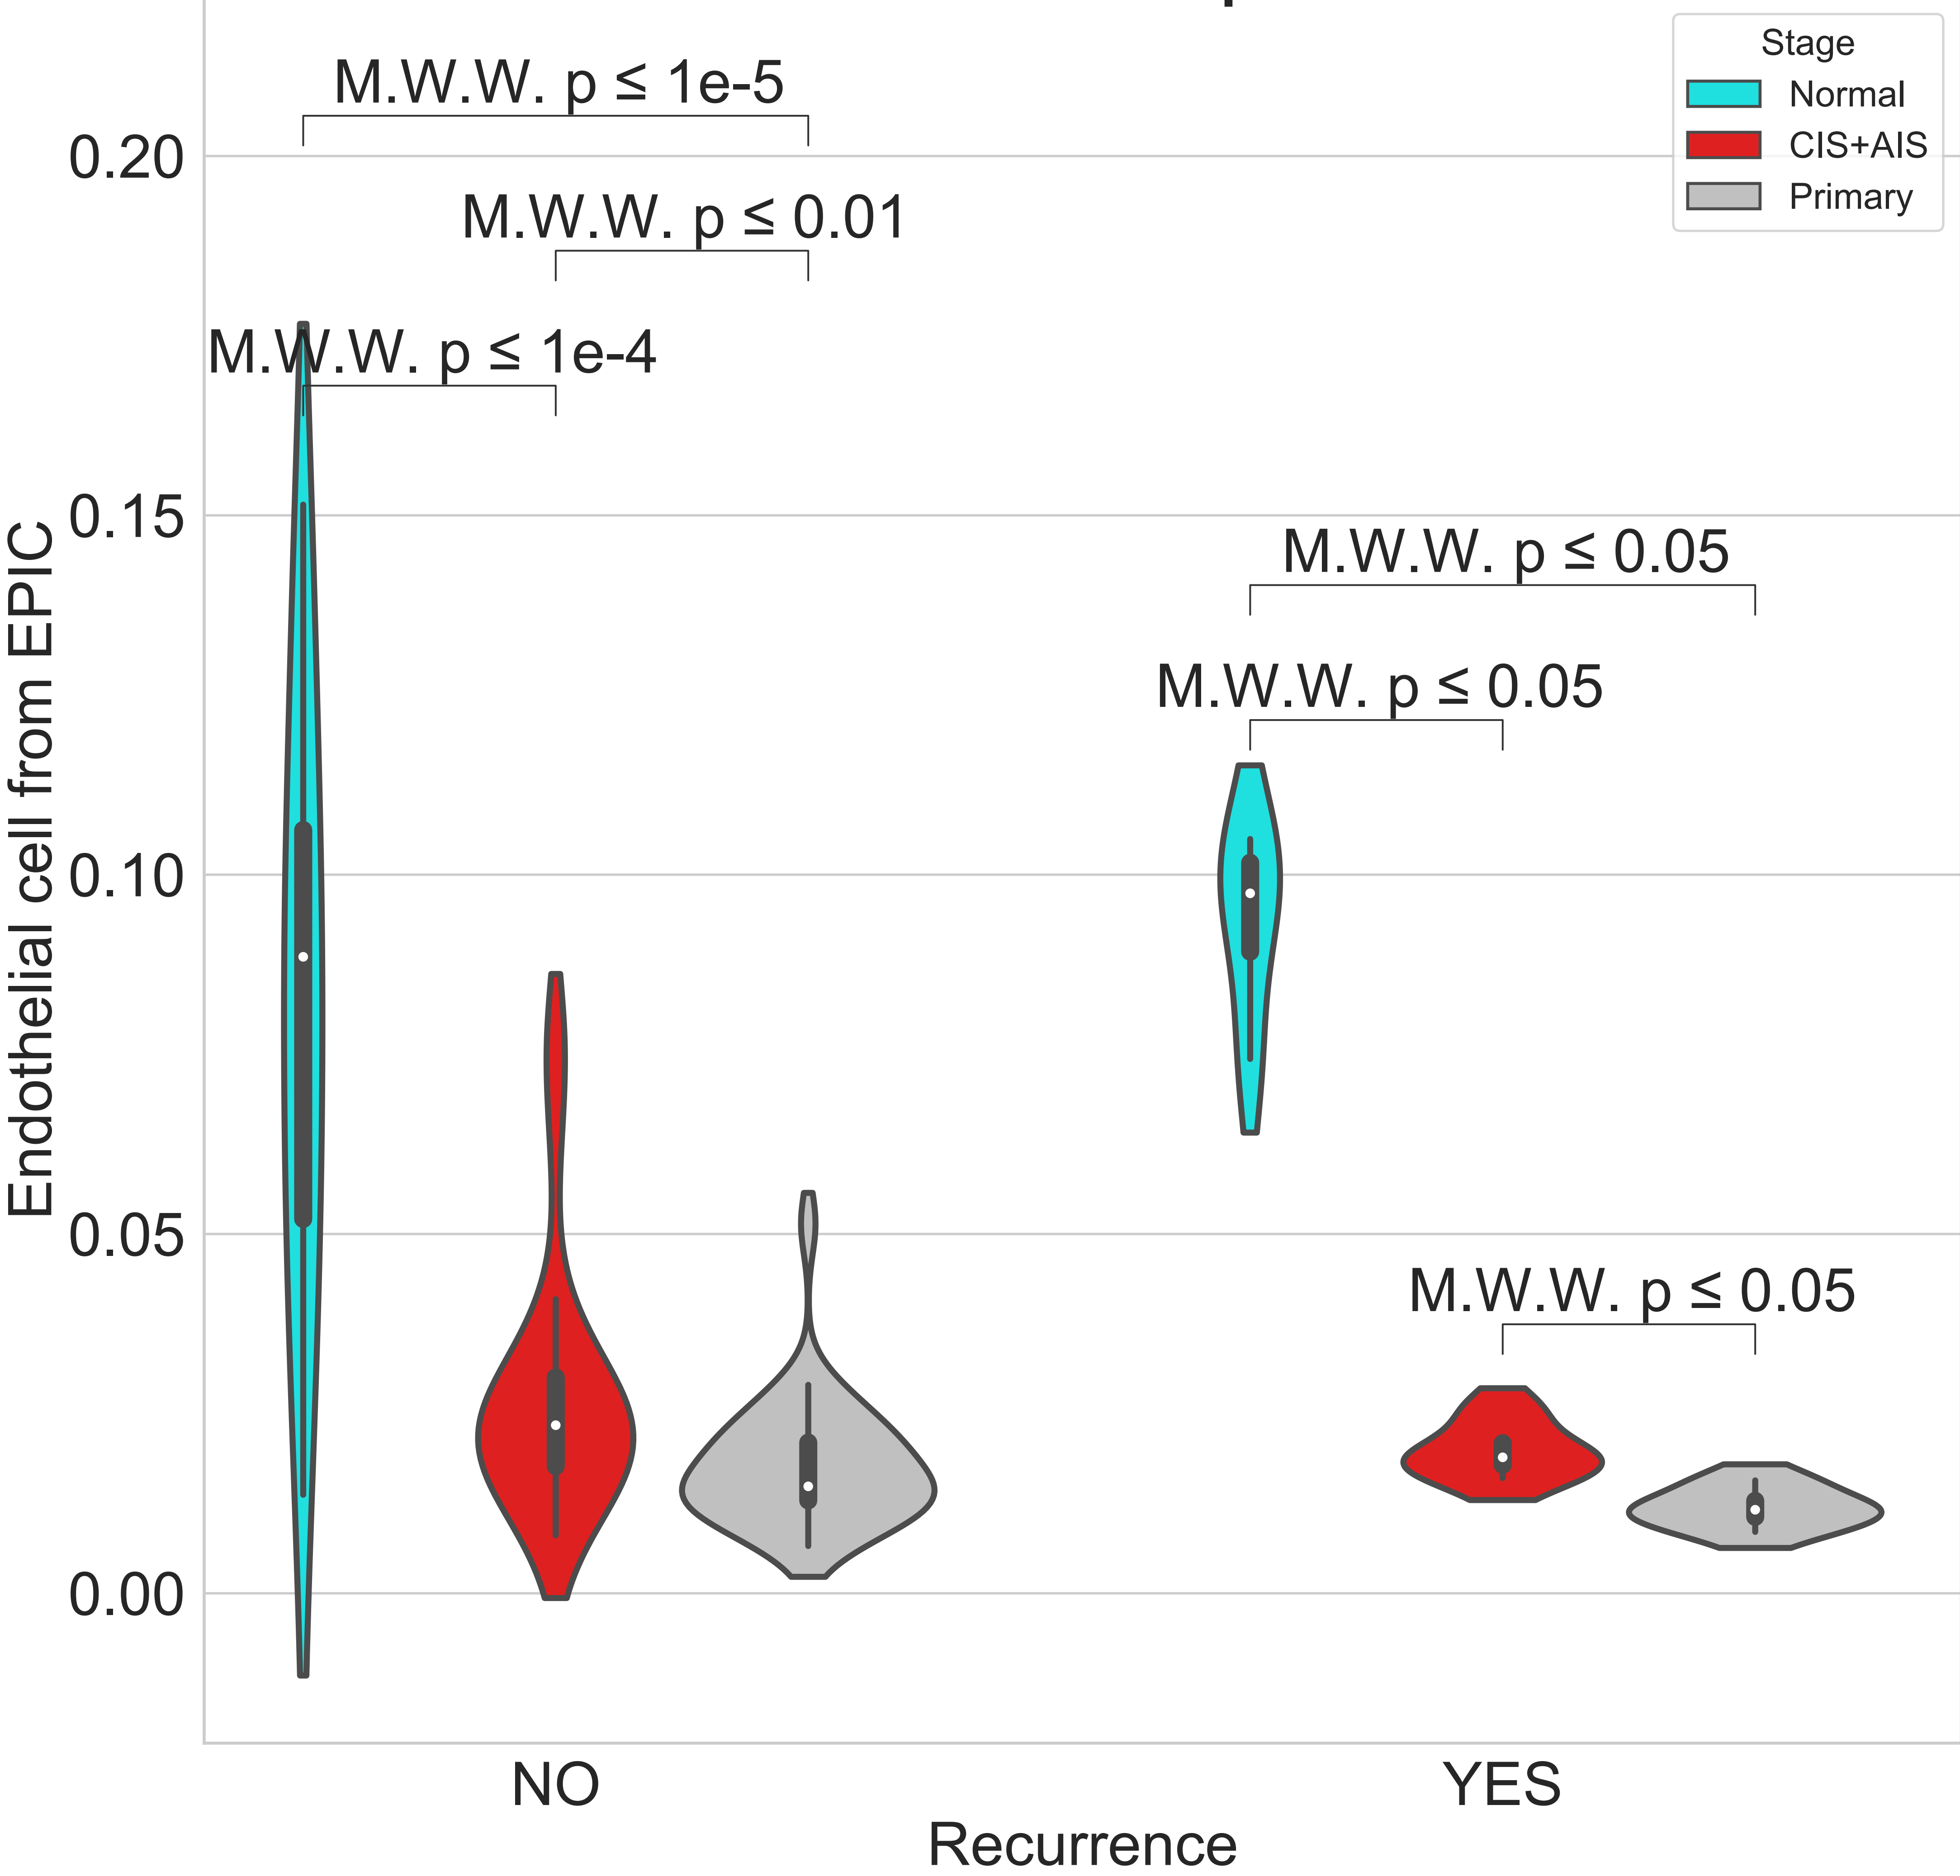 Stage
Normal
CIS+AIS
Primary
M.W.W. p ≤ 1e-5
M.W.W. p ≤ 0.01
M.W.W. p ≤ 1e-4
M.W.W. p ≤ 0.05
M.W.W. p ≤ 0.05
M.W.W. p ≤ 0.05
0.20
0.15
0.10
0.05
0.00
Endothelial cell from EPIC
NO
YES
Recurrence